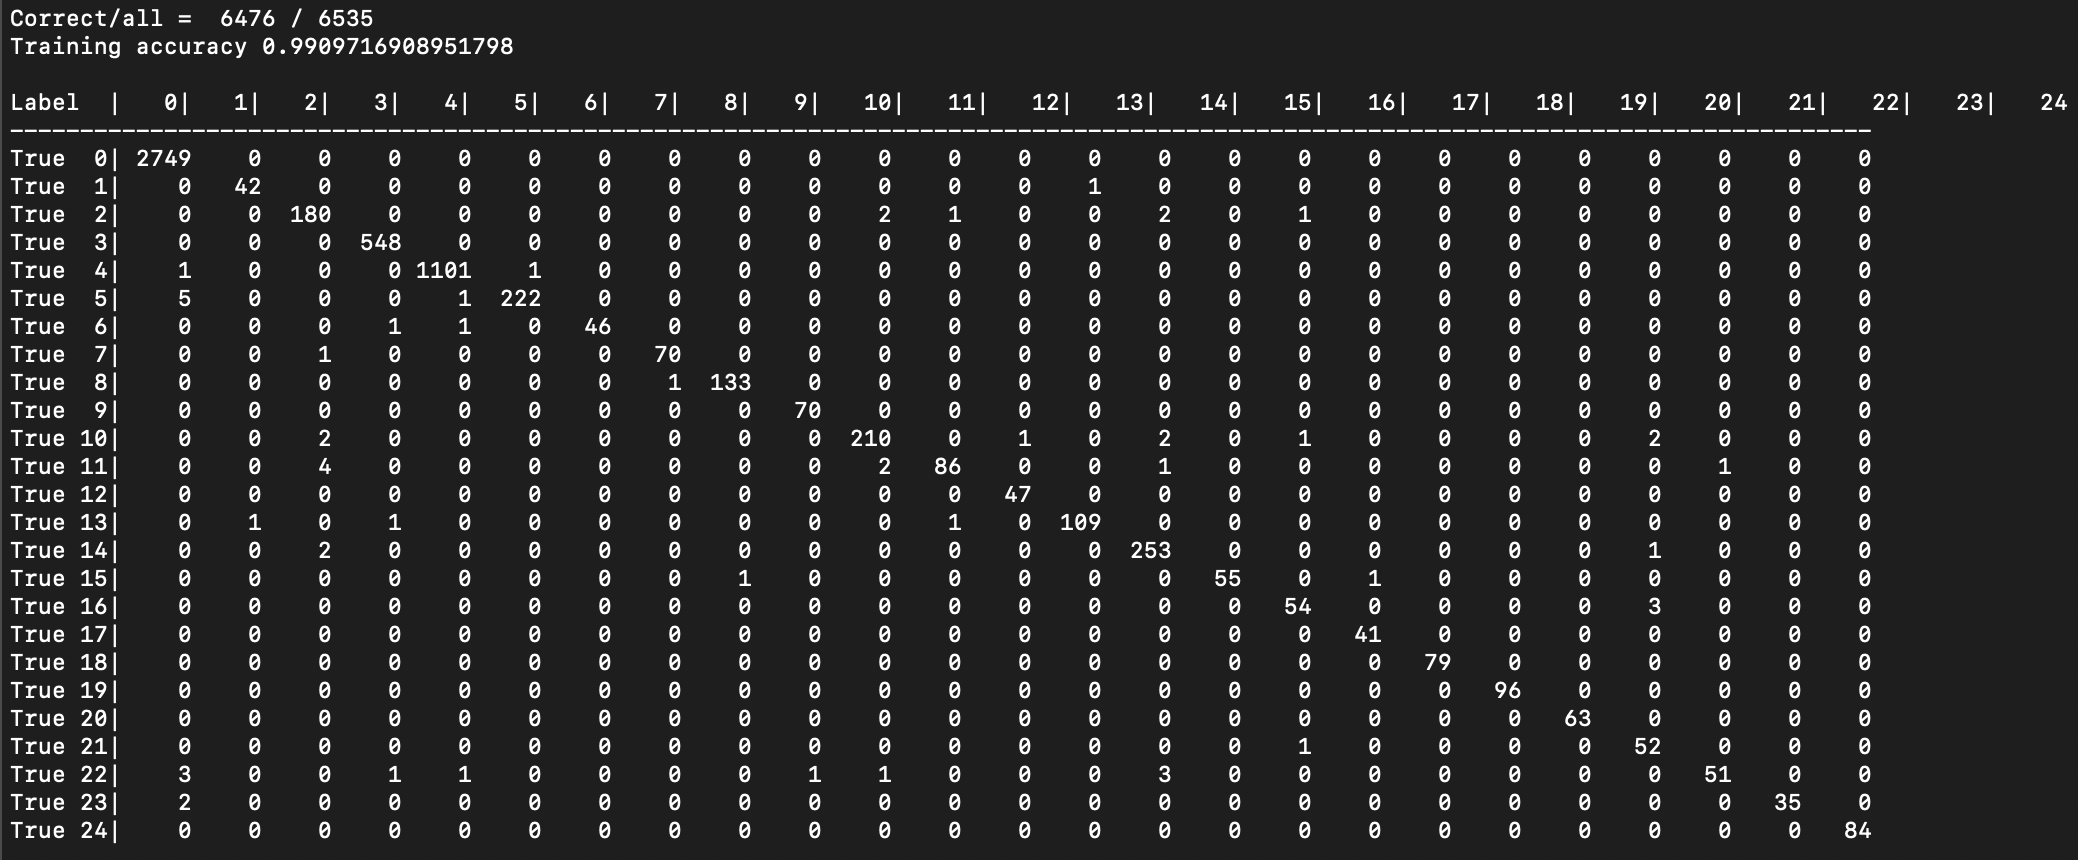 Correct/all =  6476 / 6535
Training accuracy 0.9909716908951798
Label  |   0|   1|   2|   3|   4|   5|   6|   7|   8|   9|   10|   11|   12|   13|   14|   15|   16|   17|   18|   19|   20|   21|   22|   23|   24
-------------------------------------------------------------------------------------------------------------------------------------
True  0| 2749    0    0    0    0    0    0    0    0    0    0    0    0    0    0    0    0    0    0    0    0    0    0    0    0
True  1|    0   42    0    0    0    0    0    0    0    0    0    0    0    1    0    0    0    0    0    0    0    0    0    0    0
True  2|    0    0  180    0    0    0    0    0    0    0    2    1    0    0    2    0    1    0    0    0    0    0    0    0    0
True  3|    0    0    0  548    0    0    0    0    0    0    0    0    0    0    0    0    0    0    0    0    0    0    0    0    0
True  4|    1    0    0    0 1101    1    0    0    0    0    0    0    0    0    0    0    0    0    0    0    0    0    0    0    0
True  5|    5    0    0    0    1  222    0    0    0    0    0    0    0    0    0    0    0    0    0    0    0    0    0    0    0
True  6|    0    0    0    1    1    0   46    0    0    0    0    0    0    0    0    0    0    0    0    0    0    0    0    0    0
True  7|    0    0    1    0    0    0    0   70    0    0    0    0    0    0    0    0    0    0    0    0    0    0    0    0    0
True  8|    0    0    0    0    0    0    0    1  133    0    0    0    0    0    0    0    0    0    0    0    0    0    0    0    0
True  9|    0    0    0    0    0    0    0    0    0   70    0    0    0    0    0    0    0    0    0    0    0    0    0    0    0
True 10|    0    0    2    0    0    0    0    0    0    0  210    0    1    0    2    0    1    0    0    0    0    2    0    0    0
True 11|    0    0    4    0    0    0    0    0    0    0    2   86    0    0    1    0    0    0    0    0    0    0    1    0    0
True 12|    0    0    0    0    0    0    0    0    0    0    0    0   47    0    0    0    0    0    0    0    0    0    0    0    0
True 13|    0    1    0    1    0    0    0    0    0    0    0    1    0  109    0    0    0    0    0    0    0    0    0    0    0
True 14|    0    0    2    0    0    0    0    0    0    0    0    0    0    0  253    0    0    0    0    0    0    1    0    0    0
True 15|    0    0    0    0    0    0    0    0    1    0    0    0    0    0    0   55    0    1    0    0    0    0    0    0    0
True 16|    0    0    0    0    0    0    0    0    0    0    0    0    0    0    0    0   54    0    0    0    0    3    0    0    0
True 17|    0    0    0    0    0    0    0    0    0    0    0    0    0    0    0    0    0   41    0    0    0    0    0    0    0
True 18|    0    0    0    0    0    0    0    0    0    0    0    0    0    0    0    0    0    0   79    0    0    0    0    0    0
True 19|    0    0    0    0    0    0    0    0    0    0    0    0    0    0    0    0    0    0    0   96    0    0    0    0    0
True 20|    0    0    0    0    0    0    0    0    0    0    0    0    0    0    0    0    0    0    0    0   63    0    0    0    0
True 21|    0    0    0    0    0    0    0    0    0    0    0    0    0    0    0    0    1    0    0    0    0   52    0    0    0
True 22|    3    0    0    1    1    0    0    0    0    1    1    0    0    0    3    0    0    0    0    0    0    0   51    0    0
True 23|    2    0    0    0    0    0    0    0    0    0    0    0    0    0    0    0    0    0    0    0    0    0    0   35    0
True 24|    0    0    0    0    0    0    0    0    0    0    0    0    0    0    0    0    0    0    0    0    0    0    0    0   84